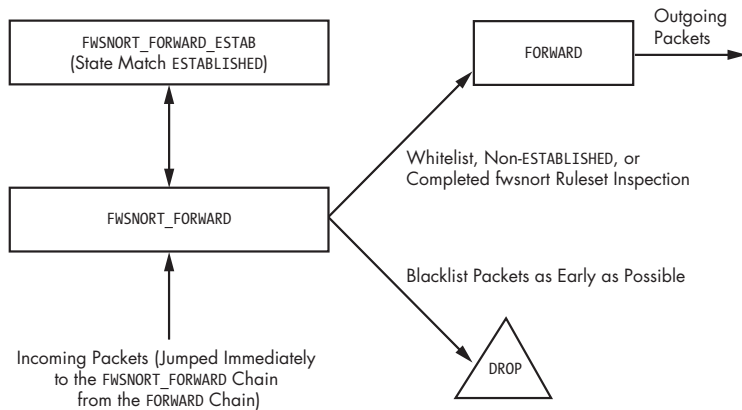 FWSNORT_FORWARD_ESTAB
(State Match ESTABLISHED)
FORWARD
Outgoing
Packets
Whitelist, Non-ESTABLISHED, or
Completed fwsnort Ruleset Inspection
FWSNORT_FORWARD
Blacklist Packets as Early as Possible
Incoming Packets (Jumped Immediately
to the FWSNORT_FORWARD Chain
from the FORWARD Chain)
DROP